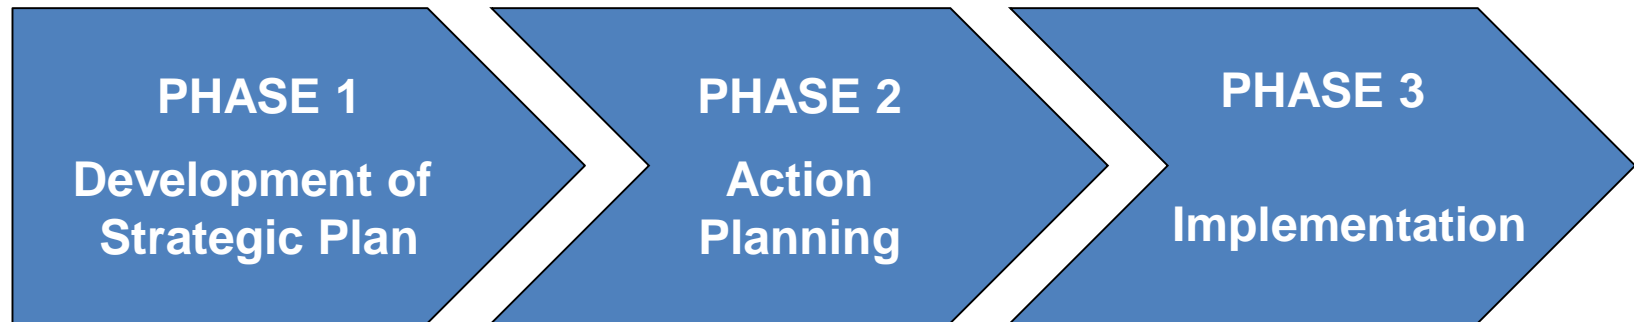 PHASE 1
Development of
Strategic Plan
PHASE 2
Action
Planning
PHASE 3
Implementation